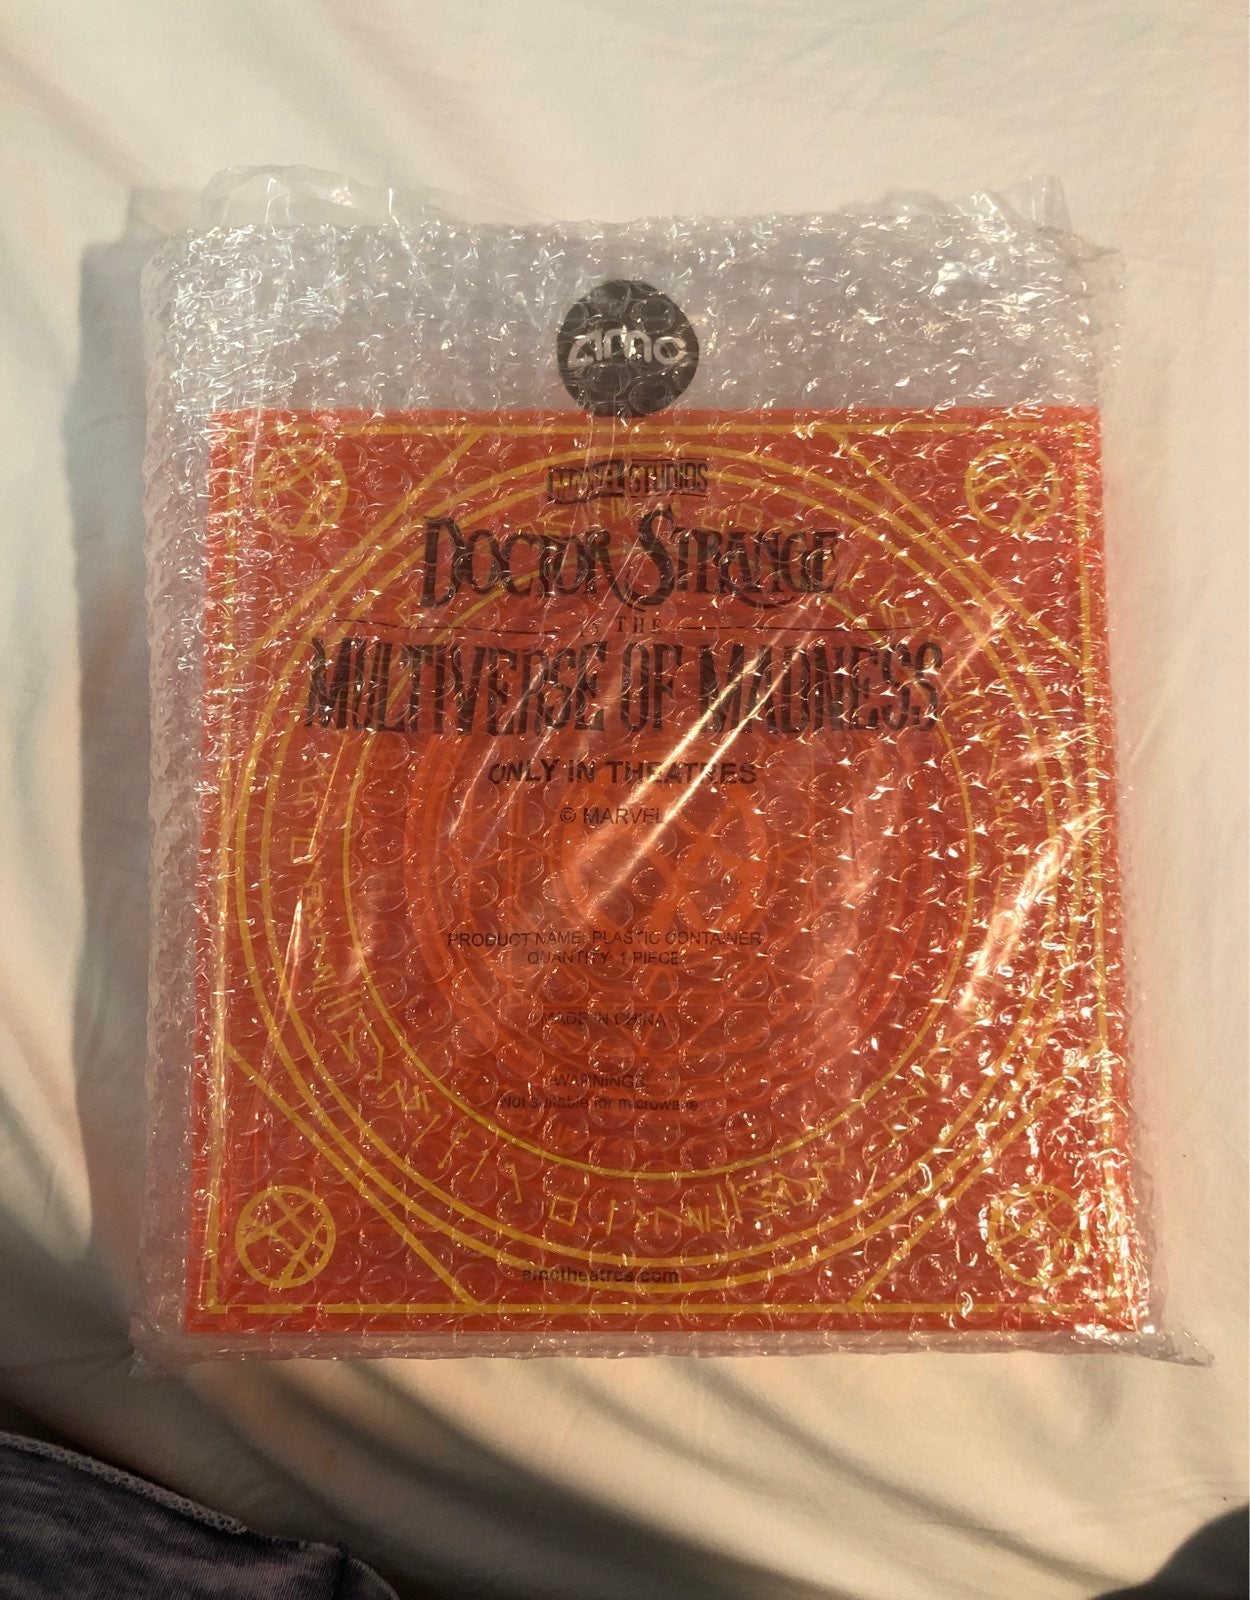 amc
MARVEL STUDIOS
DOCTOR STRANGE
IN THE
MULTIVERSE OF MADNESS
ONLY IN THEATRES
© MARVEL
PRODUCT NAME: PLASTIC CONTAINER
QUANTITY: 1 PIECE
MADE IN CHINA
WARNINGS:
Not suitable for microwave.
amctheatres.com